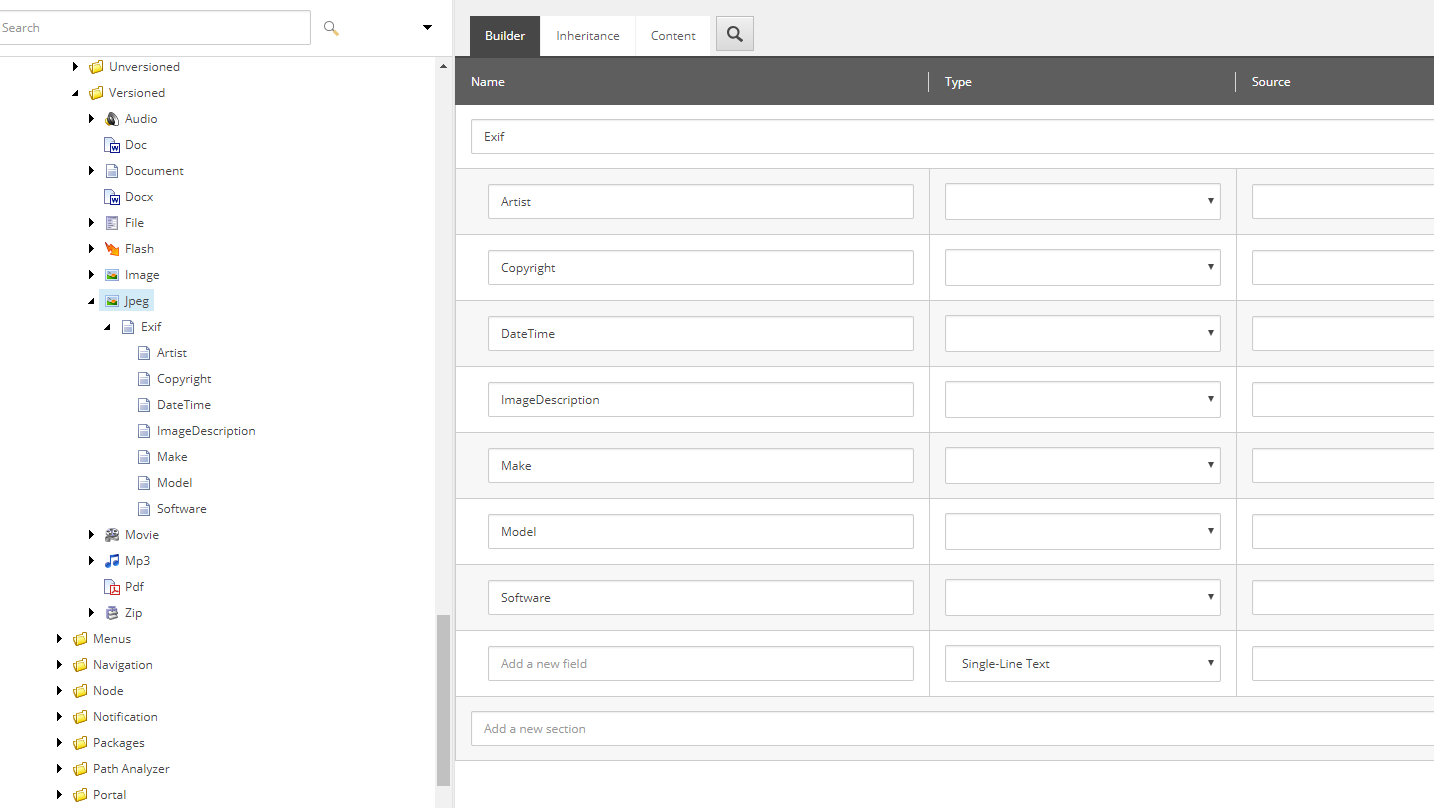 Search
Unversioned
Versioned
Audio
Doc
Document
Docx
File
Flash
Image
Jpeg
Exif
Artist
Copyright
DateTime
ImageDescription
Make
Model
Software
Movie
Mp3
Pdf
Zip
Menus
Navigation
Node
Notification
Packages
Path Analyzer
Portal
Builder Inheritance Content
Name Type Source
Exif
Artist
Copyright
DateTime
ImageDescription
Make
Model
Software
Add a new field Single-Line Text
Add a new section